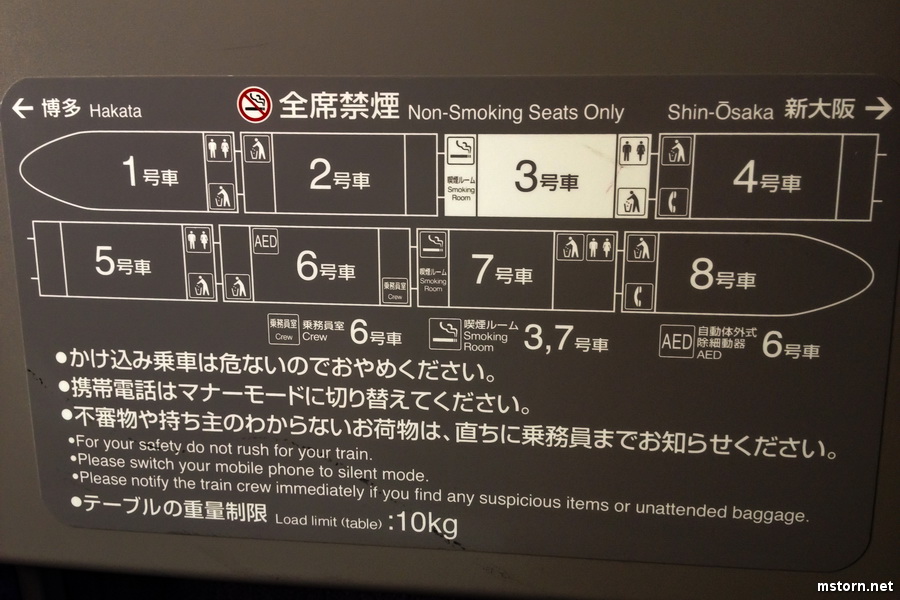 ← 博多 Hakata 全席禁煙 Non-Smoking Seats Only Shin-Ōsaka 新大阪 →
1号車 2号車 喫煙ルーム Smoking Room 3号車 4号車
5号車 AED 6号車 乗務員室 Crew 喫煙ルーム Smoking Room 7号車 8号車
乗務員室 Crew 乗務員室 Crew 6号車 喫煙ルーム Smoking Room 3,7号車 AED 自動体外式除細動器 AED 6号車
●かけ込み乗車は危ないのでおやめください。
●携帯電話はマナーモードに切り替えてください。
●不審物や持ち主のわからないお荷物は、直ちに乗務員までお知らせください。
•For your safety do not rush for your train.
•Please switch your mobile phone to silent mode.
•Please notify the train crew immediately if you find any suspicious items or unattended baggage.
●テーブルの重量制限 Load limit (table) :10kg
mstorn.net